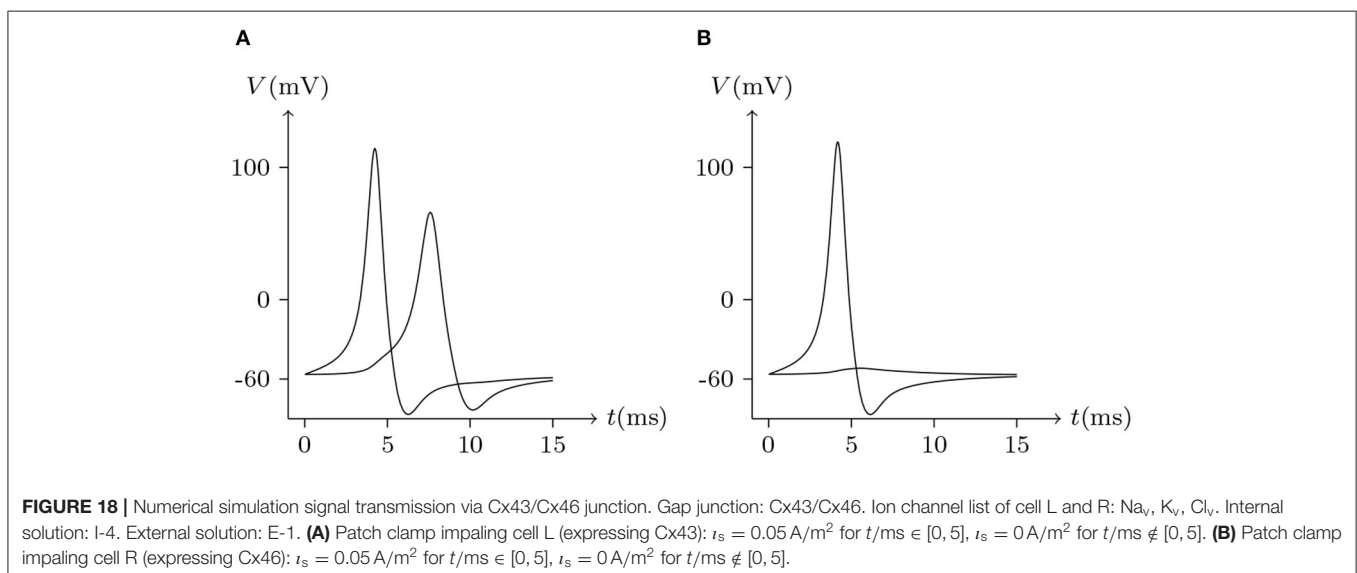 A
B
V(mV)
V(mV)
100
100
0
0
-60
-60
t(ms)
t(ms)
0 5 10 15
0 5 10 15
FIGURE 18 | Numerical simulation signal transmission via Cx43/Cx46 junction. Gap junction: Cx43/Cx46. Ion channel list of cell L and R: Naᵥ, Kᵥ, Clᵥ. Internal
solution: I-4. External solution: E-1. (A) Patch clamp impaling cell L (expressing Cx43): ıₛ = 0.05 A/m² for t/ms ∈ [0, 5], ıₛ = 0 A/m² for t/ms ∉ [0, 5]. (B) Patch clamp
impaling cell R (expressing Cx46): ıₛ = 0.05 A/m² for t/ms ∈ [0, 5], ıₛ = 0 A/m² for t/ms ∉ [0, 5].